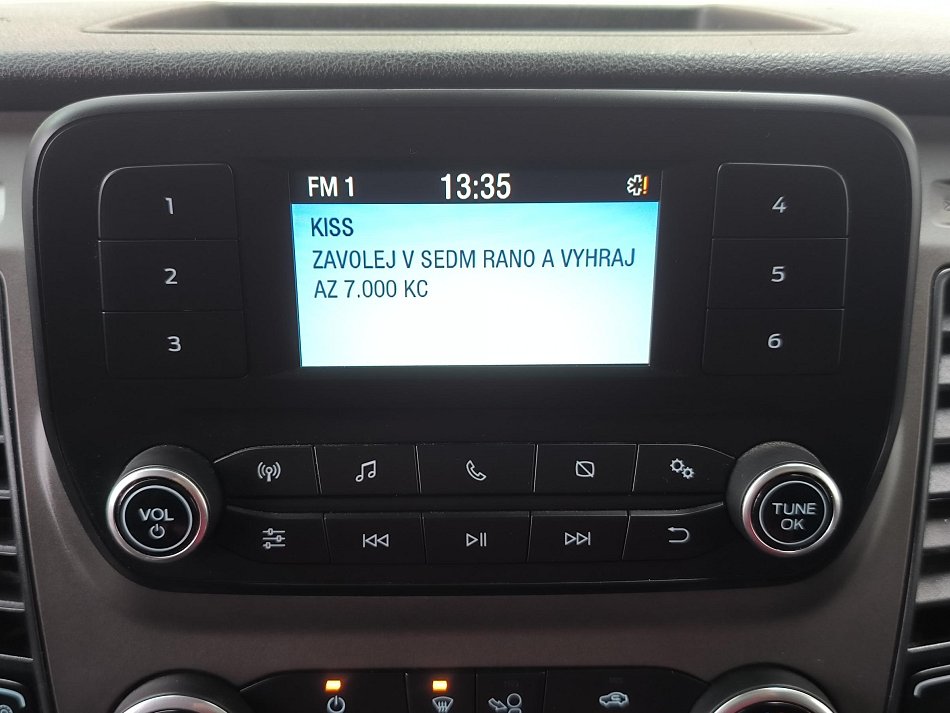 FM 1 13:35
KISS
ZAVOLEJ V SEDM RANO A VYHRAJ
AZ 7.000 KC
1
2
3
4
5
6
VOL
TUNE
OK